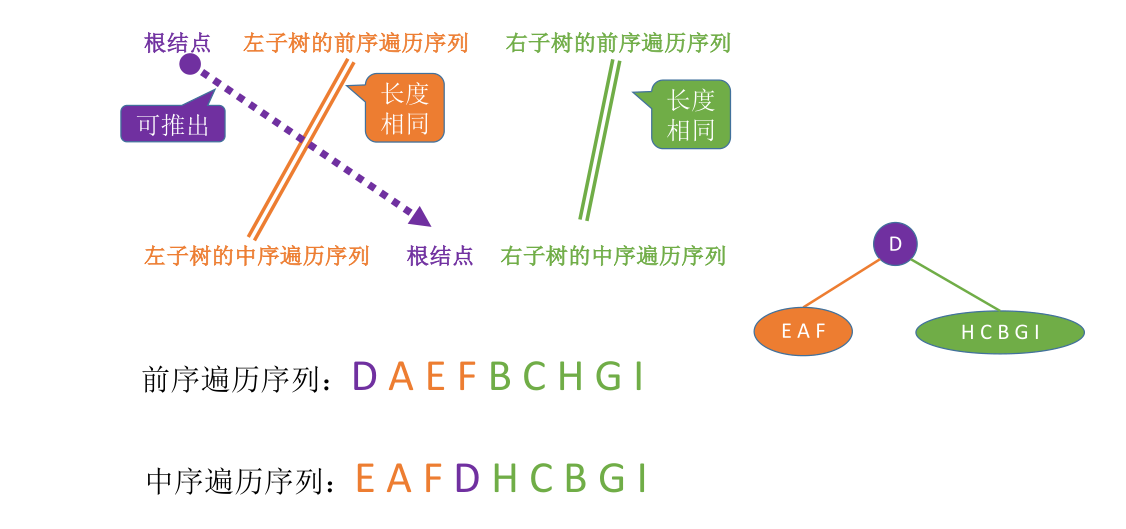 根结点 左子树的前序遍历序列 右子树的前序遍历序列
可推出
长度
相同
长度
相同
左子树的中序遍历序列 根结点 右子树的中序遍历序列
D
E A F
H C B G I
前序遍历序列：D A E F B C H G I
中序遍历序列：E A F D H C B G I